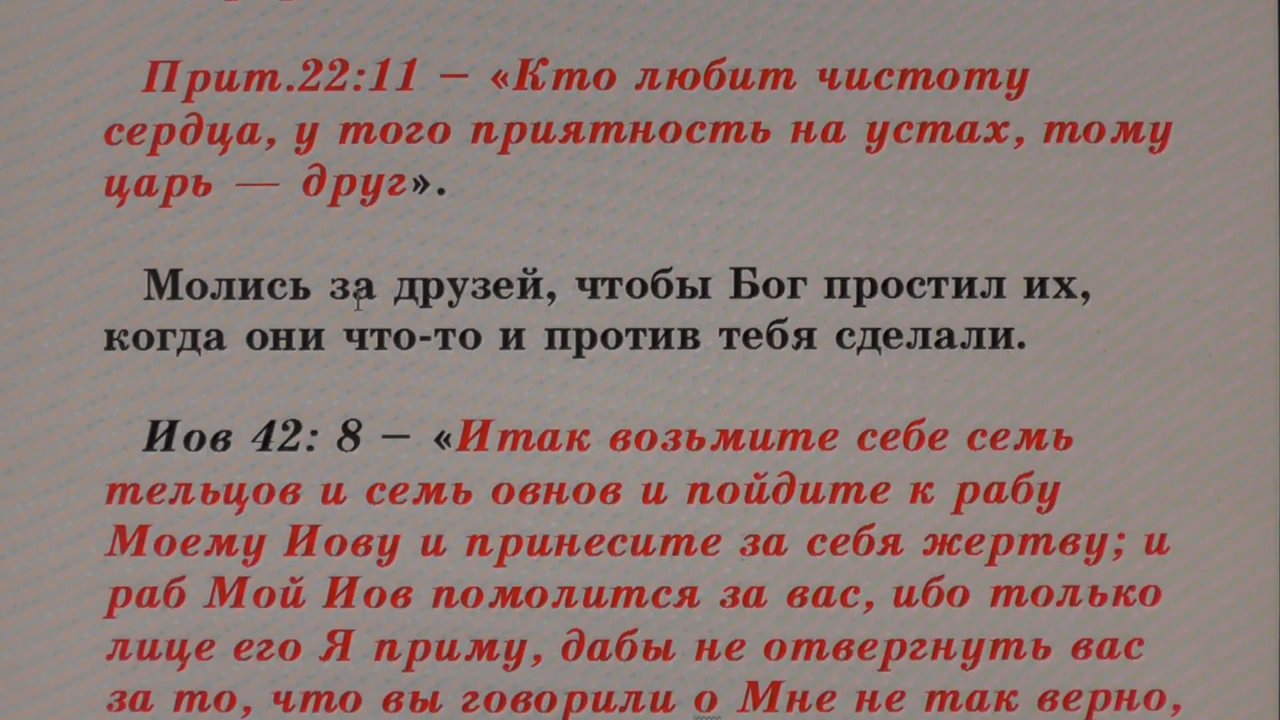 Прит.22:11 – «Кто любит чистоту
сердца, у того приятность на устах, тому
царь — друг».
Молись за друзей, чтобы Бог простил их,
когда они что-то и против тебя сделали.
Иов 42: 8 – «Итак возьмите себе семь
тельцов и семь овнов и пойдите к рабу
Моему Иову и принесите за себя жертву; и
раб Мой Иов помолится за вас, ибо только
лице его Я приму, дабы не отвергнуть вас
за то, что вы говорили о Мне не так верно,